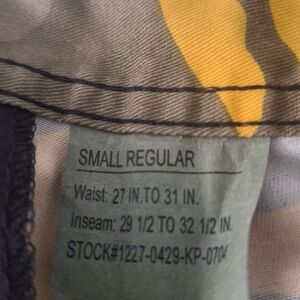 SMALL REGULAR
Waist: 27 IN. TO 31 IN.
Inseam: 29 1/2 TO 32 1/2 IN.
STOCK#1227-0429-KP-0704